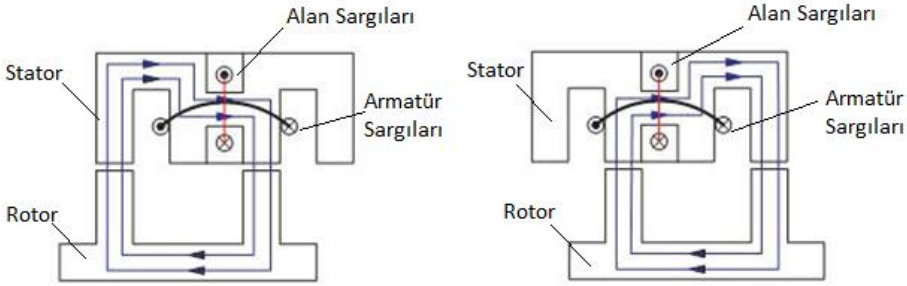 Alan Sargıları
Stator
Armatür
Sargıları
Rotor
Alan Sargıları
Stator
Armatür
Sargıları
Rotor